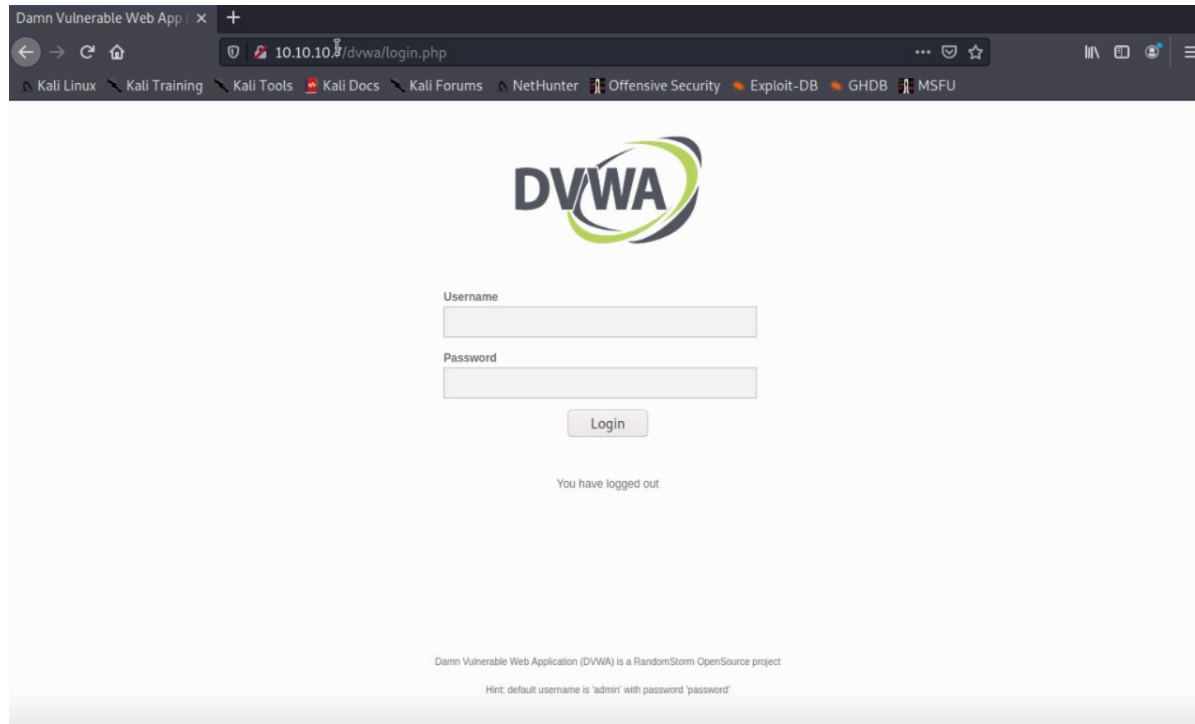 Damn Vulnerable Web App (
10.10.10.8/dvwa/login.php
Kali Linux Kali Training Kali Tools Kali Docs Kali Forums NetHunter Offensive Security Exploit-DB GHDB MSFU
DVWA
Username
Password
Login
You have logged out
Damn Vulnerable Web Application (DVWA) is a RandomStorm OpenSource project
Hint: default username is 'admin' with password 'password'